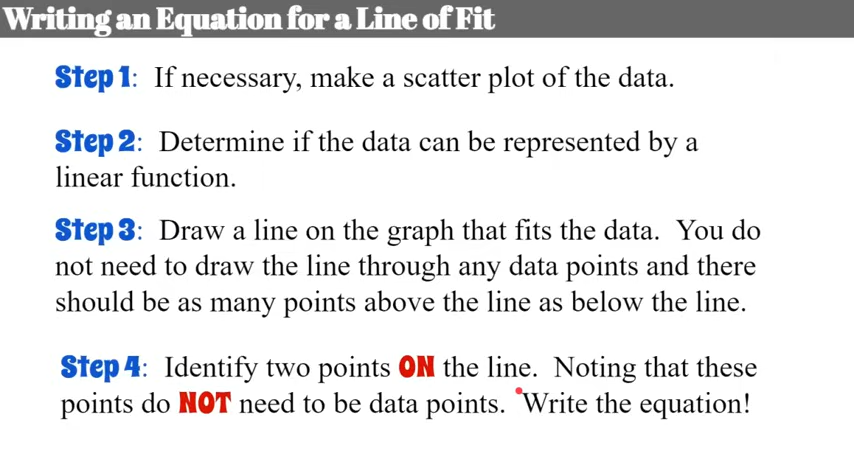 Writing an Equation for a Line of Fit
Step 1: If necessary, make a scatter plot of the data.
Step 2: Determine if the data can be represented by a
linear function.
Step 3: Draw a line on the graph that fits the data. You do
not need to draw the line through any data points and there
should be as many points above the line as below the line.
Step 4: Identify two points ON the line. Noting that these
points do NOT need to be data points. Write the equation!